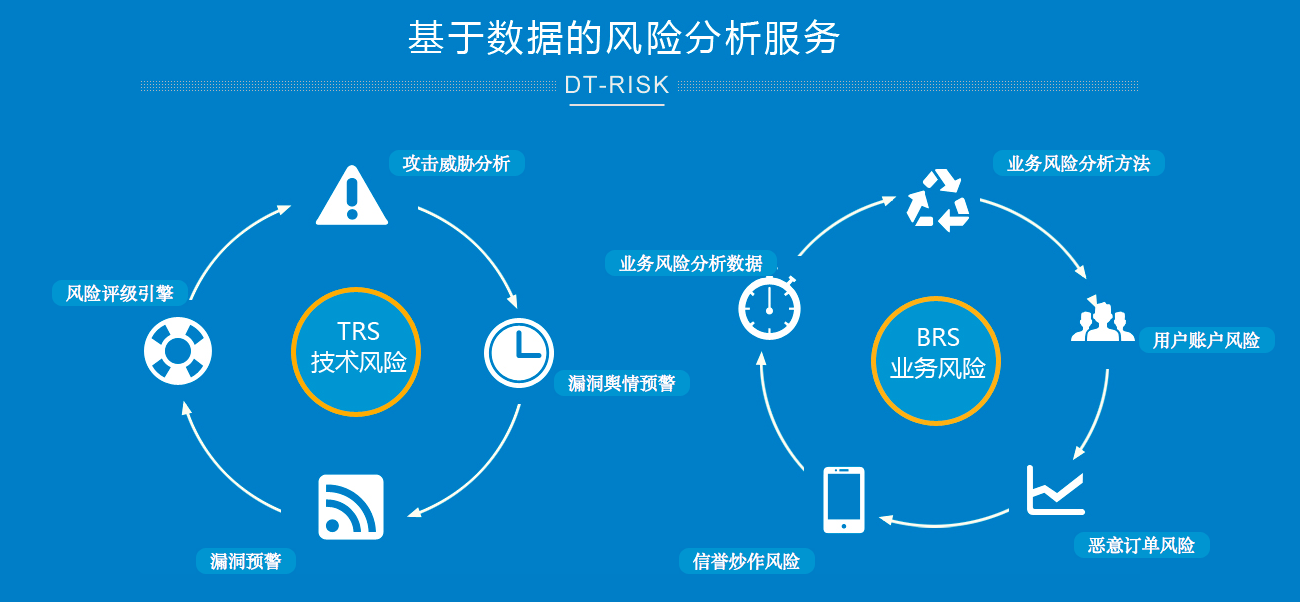 基于数据的风险分析服务
DT-RISK
攻击威胁分析
风险评级引擎
TRS
技术风险
漏洞舆情预警
漏洞预警
业务风险分析方法
业务风险分析数据
BRS
业务风险
用户账户风险
恶意订单风险
信誉炒作风险